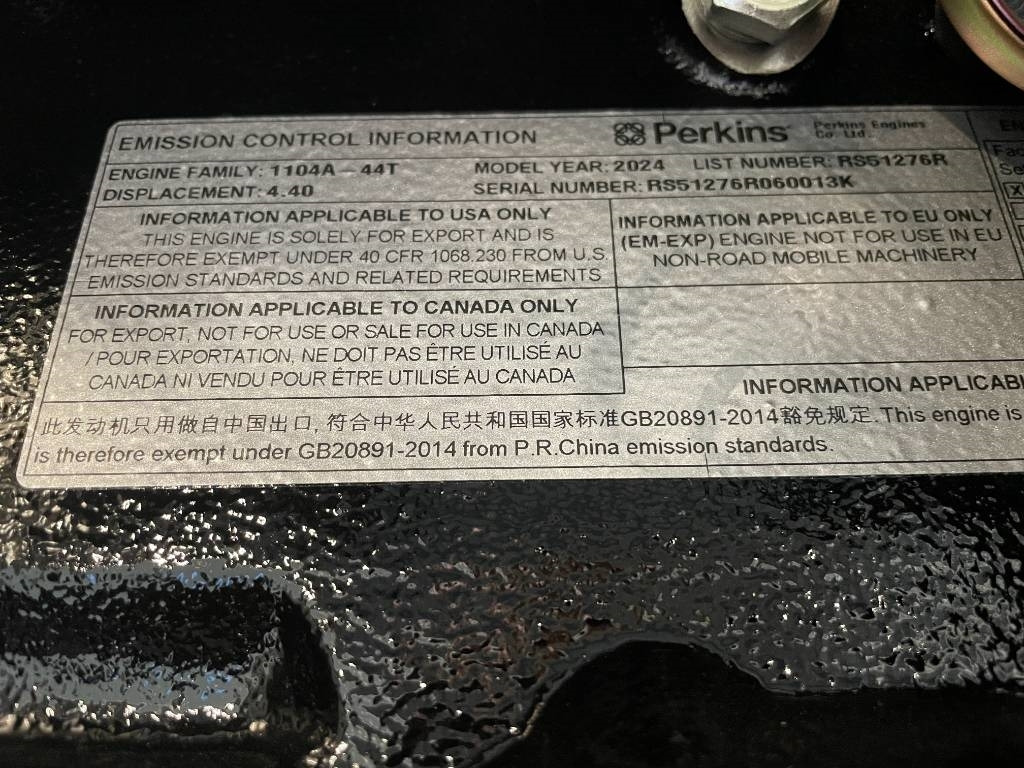 EMISSION CONTROL INFORMATION
Perkins
Perkins Engines
Co. Ltd.
ENGINE FAMILY: 1104A - 44T
MODEL YEAR: 2024 LIST NUMBER: RS51276R
DISPLACEMENT: 4.40
SERIAL NUMBER: RS51276R060013K
INFORMATION APPLICABLE TO USA ONLY
THIS ENGINE IS SOLELY FOR EXPORT AND IS
THEREFORE EXEMPT UNDER 40 CFR 1068.230 FROM U.S.
EMISSION STANDARDS AND RELATED REQUIREMENTS
INFORMATION APPLICABLE TO EU ONLY
(EM-EXP) ENGINE NOT FOR USE IN EU
NON-ROAD MOBILE MACHINERY
INFORMATION APPLICABLE TO CANADA ONLY
FOR EXPORT, NOT FOR USE OR SALE FOR USE IN CANADA
/ POUR EXPORTATION, NE DOIT PAS ÊTRE UTILISÉ AU
CANADA NI VENDU POUR ÊTRE UTILISÉ AU CANADA
INFORMATION APPLICABL
此发动机只用做自中国出口, 符合中华人民共和国国家标准GB20891-2014豁免规定. This engine is
is therefore exempt under GB20891-2014 from P.R.China emission standards.